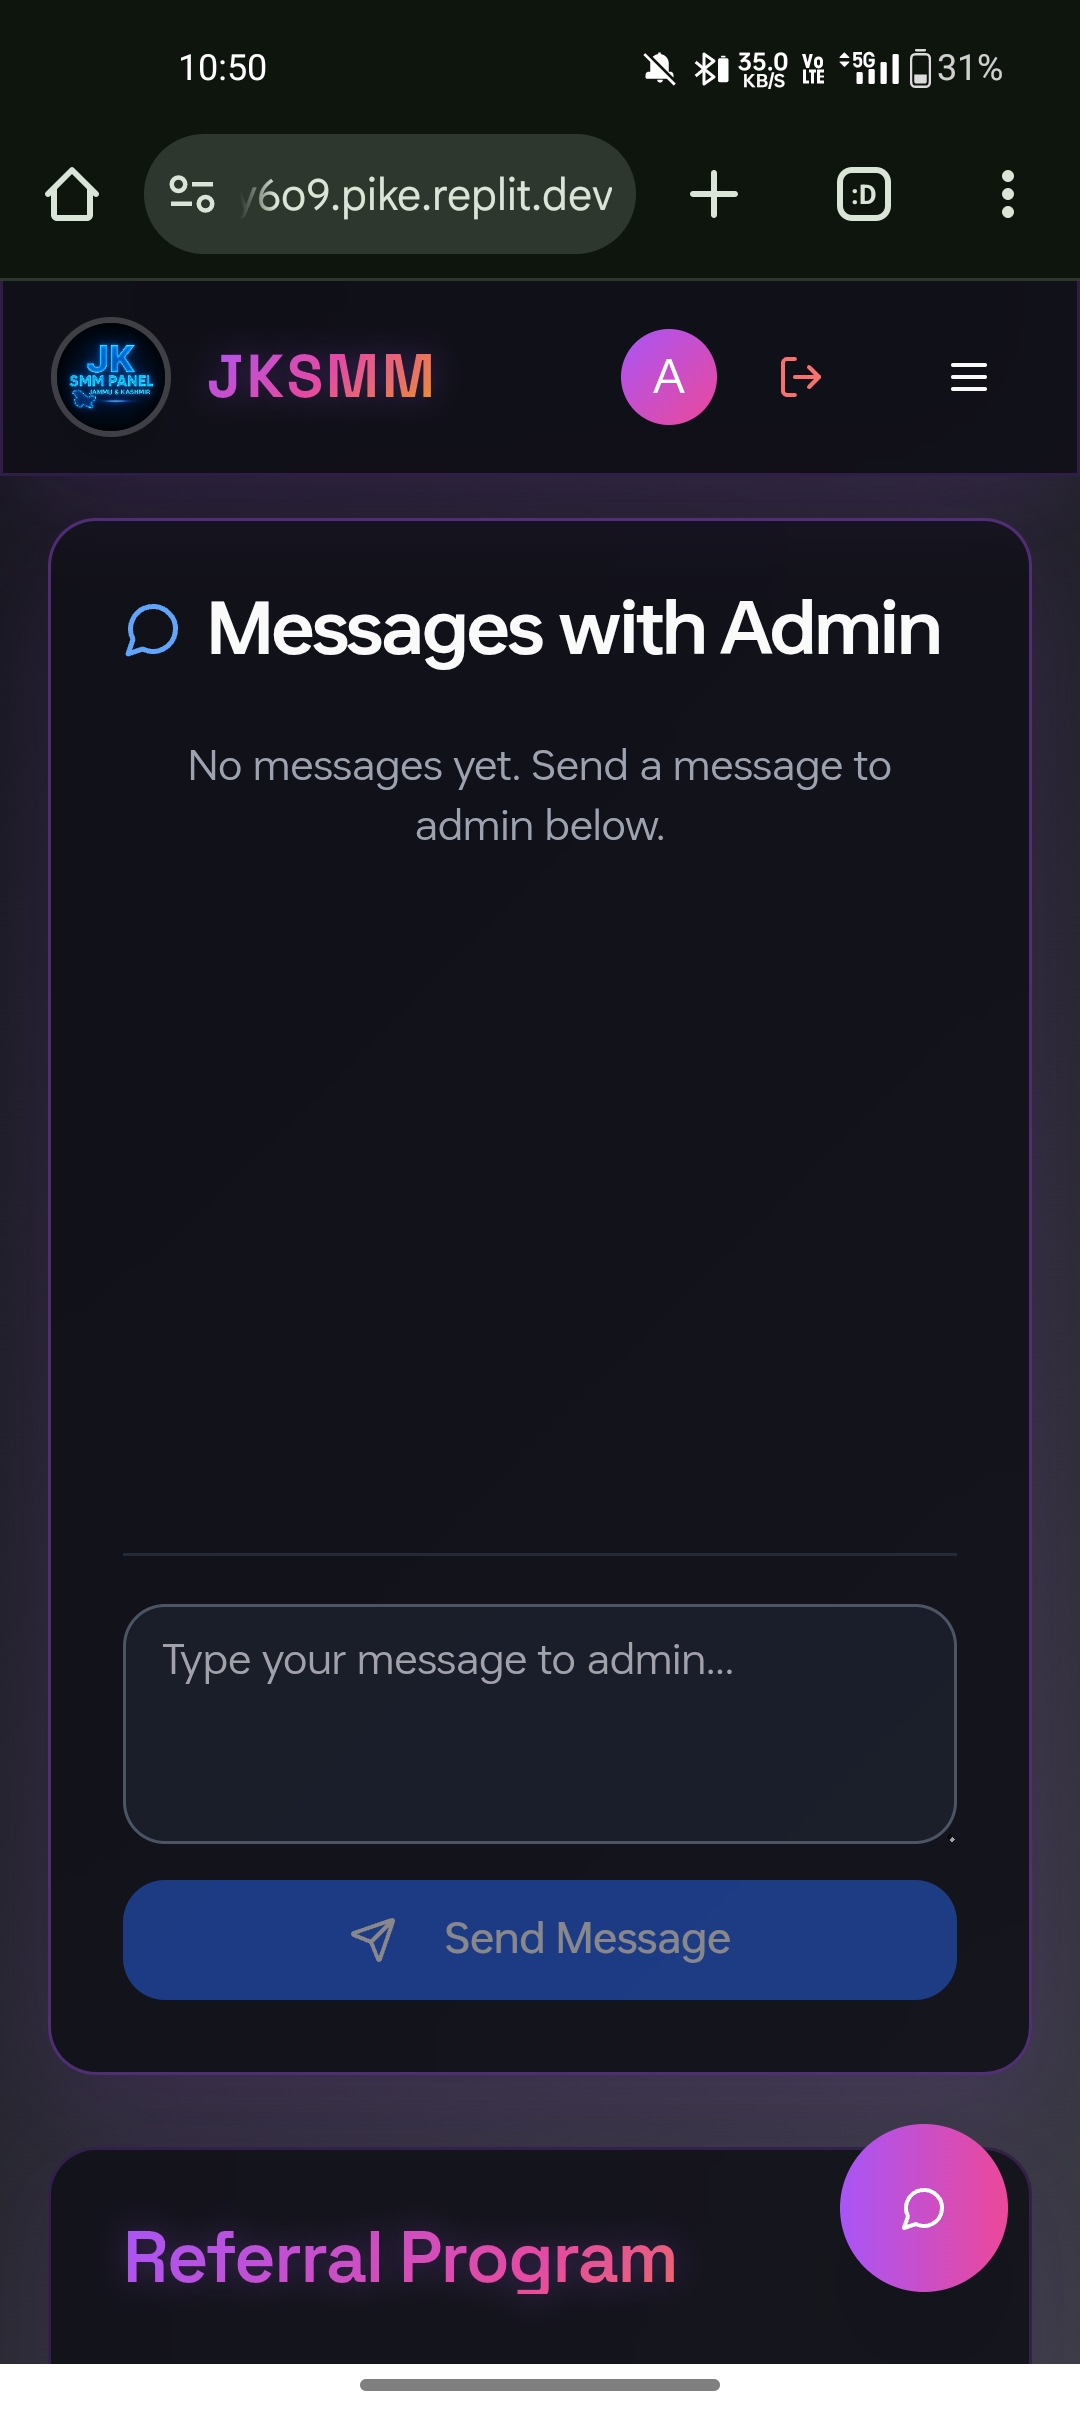 10:50
35.0
KB/S
Vo
LTE
5G
31%
y6o9.pike.replit.dev
:D
JK
SMM PANEL
JAMMU & KASHMIR
JKSMM
A
Messages with Admin
No messages yet. Send a message to
admin below.
Type your message to admin...
Send Message
Referral Program